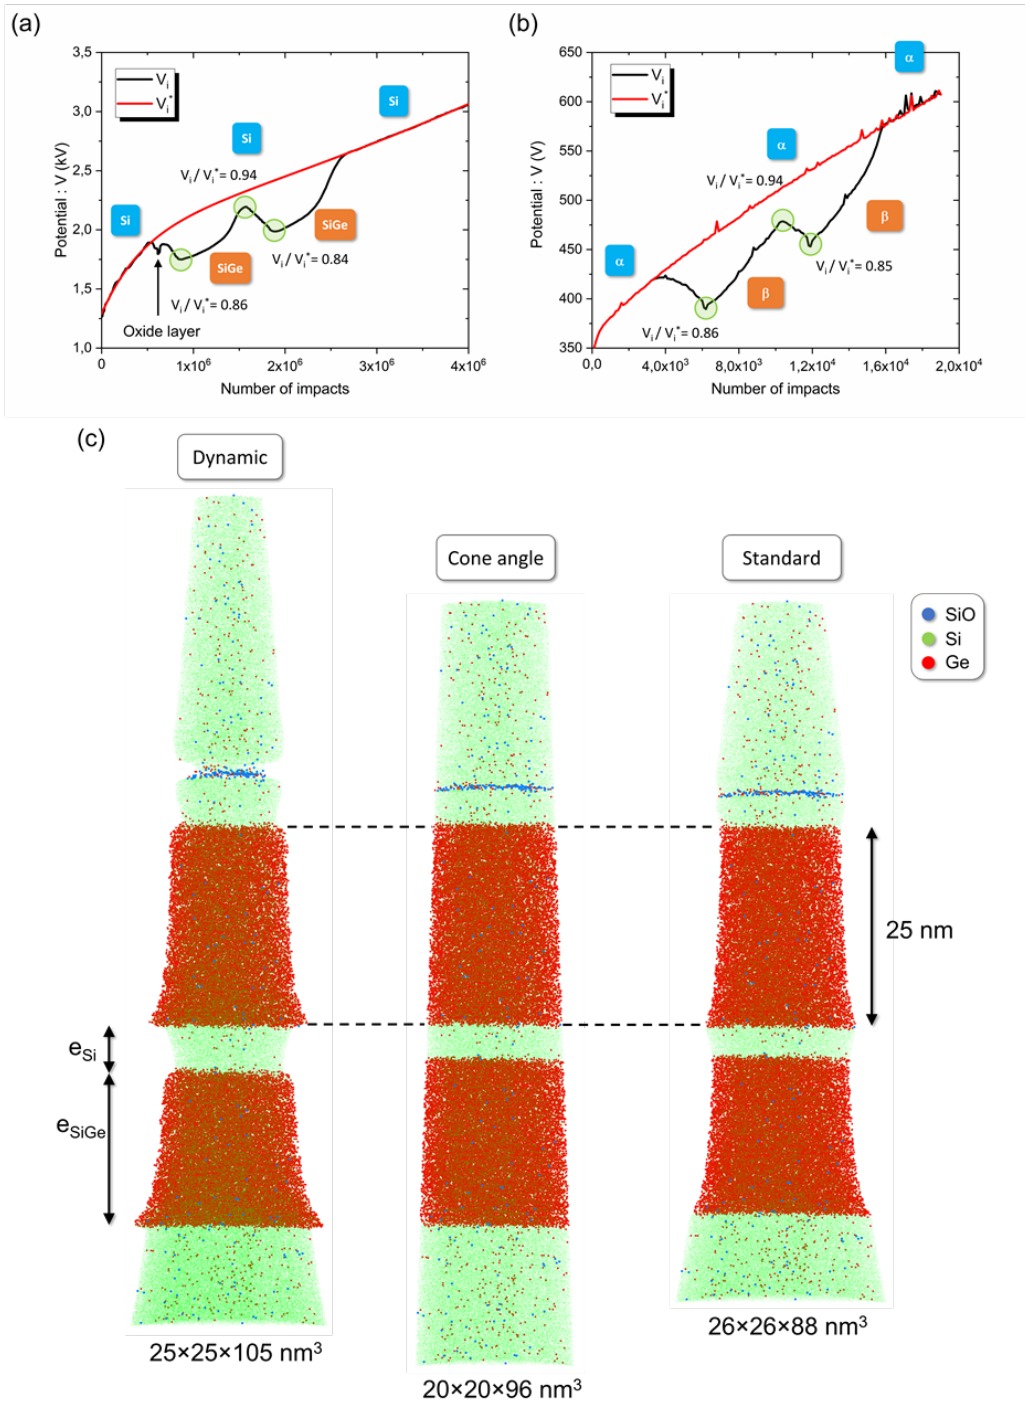 (a)
3,5
3,0
2,5
2,0
1,5
1,0
Potential : V (kV)
V_i
V_i^*
Si
Si
Si
V_i / V_i^* = 0.94
SiGe
SiGe
V_i / V_i^* = 0.84
V_i / V_i^* = 0.86
Oxide layer
0 1x10^6 2x10^6 3x10^6 4x10^6
Number of impacts
(b)
650
600
550
500
450
400
350
Potential : V (V)
V_i
V_i^*
α
α
α
V_i / V_i^* = 0.94
β
β
V_i / V_i^* = 0.85
V_i / V_i^* = 0.86
0,0 4,0x10^3 8,0x10^3 1,2x10^4 1,6x10^4 2,0x10^4
Number of impacts
(c)
Dynamic
Cone angle
Standard
SiO
Si
Ge
25 nm
e_Si
e_SiGe
25×25×105 nm^3
20×20×96 nm^3
26×26×88 nm^3